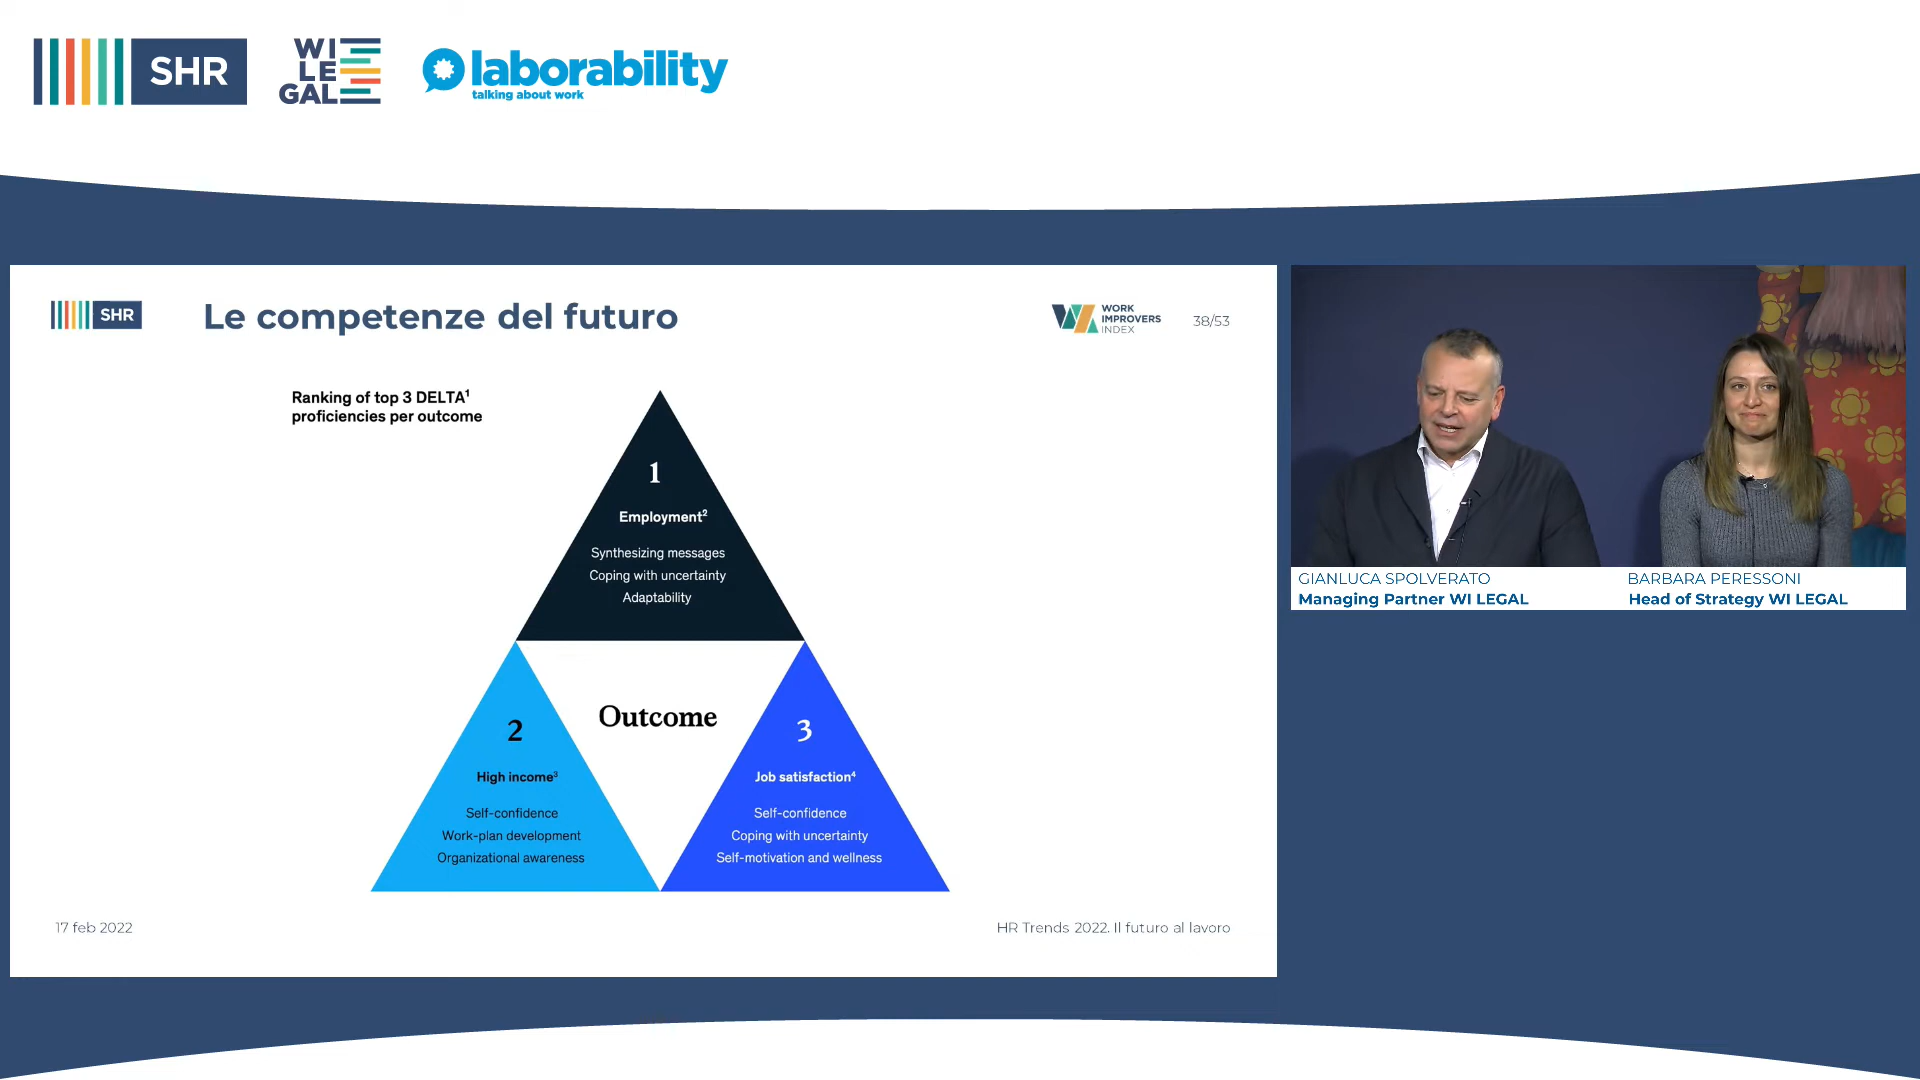 SHR
WI
LE
GAL
laborability
talking about work
SHR
Le competenze del futuro
WORK
IMPROVERS
INDEX
38/53
Ranking of top 3 DELTA¹
proficiencies per outcome
1
Employment²
Synthesizing messages
Coping with uncertainty
Adaptability
Outcome
2
High income³
Self-confidence
Work-plan development
Organizational awareness
3
Job satisfaction⁴
Self-confidence
Coping with uncertainty
Self-motivation and wellness
17 feb 2022
HR Trends 2022. Il futuro al lavoro
GIANLUCA SPOLVERATO
Managing Partner WI LEGAL
BARBARA PERESSONI
Head of Strategy WI LEGAL